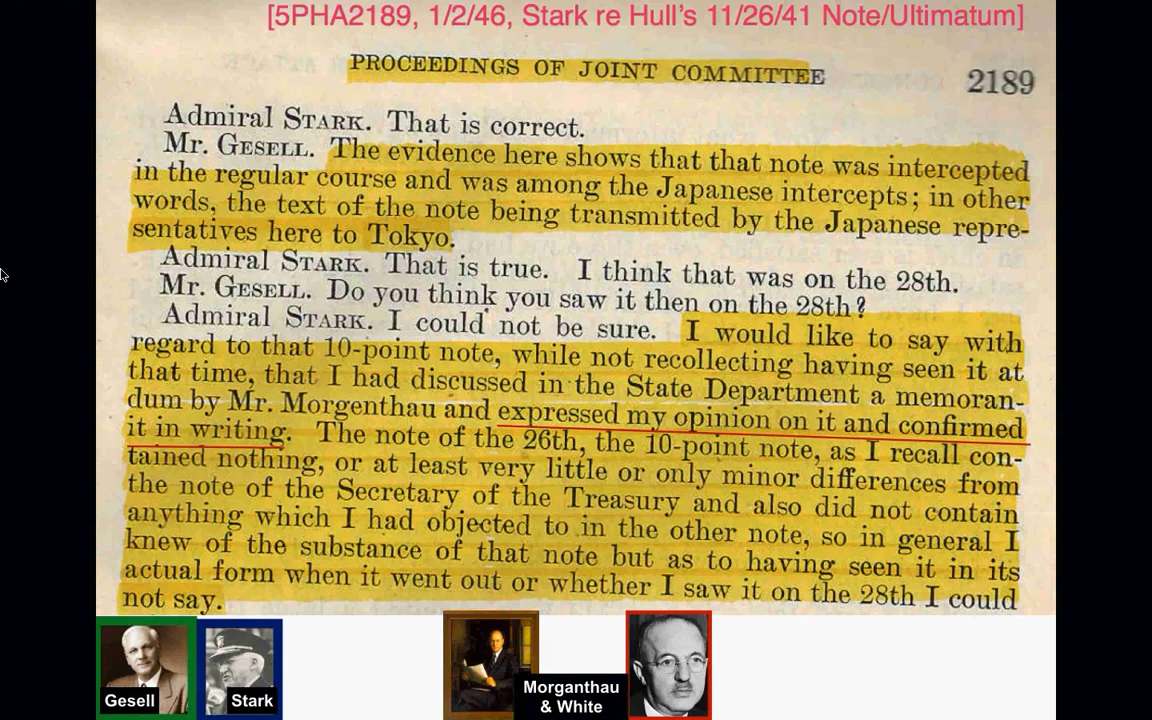 [5PHA2189, 1/2/46, Stark re Hull's 11/26/41 Note/Ultimatum]
PROCEEDINGS OF JOINT COMMITTEE 2189
Admiral STARK. That is correct.
Mr. GESELL. The evidence here shows that that note was intercepted
in the regular course and was among the Japanese intercepts; in other
words, the text of the note being transmitted by the Japanese repre-
sentatives here to Tokyo.
Admiral STARK. That is true. I think that was on the 28th.
Mr. GESELL. Do you think you saw it then on the 28th?
Admiral STARK. I could not be sure. I would like to say with
regard to that 10-point note, while not recollecting having seen it at
that time, that I had discussed in the State Department a memoran-
dum by Mr. Morgenthau and expressed my opinion on it and confirmed
it in writing. The note of the 26th, the 10-point note, as I recall con-
tained nothing, or at least very little or only minor differences from
the note of the Secretary of the Treasury and also did not contain
anything which I had objected to in the other note, so in general I
knew of the substance of that note but as to having seen it in its
actual form when it went out or whether I saw it on the 28th I could
not say.
Gesell
Stark
Morganthau
& White